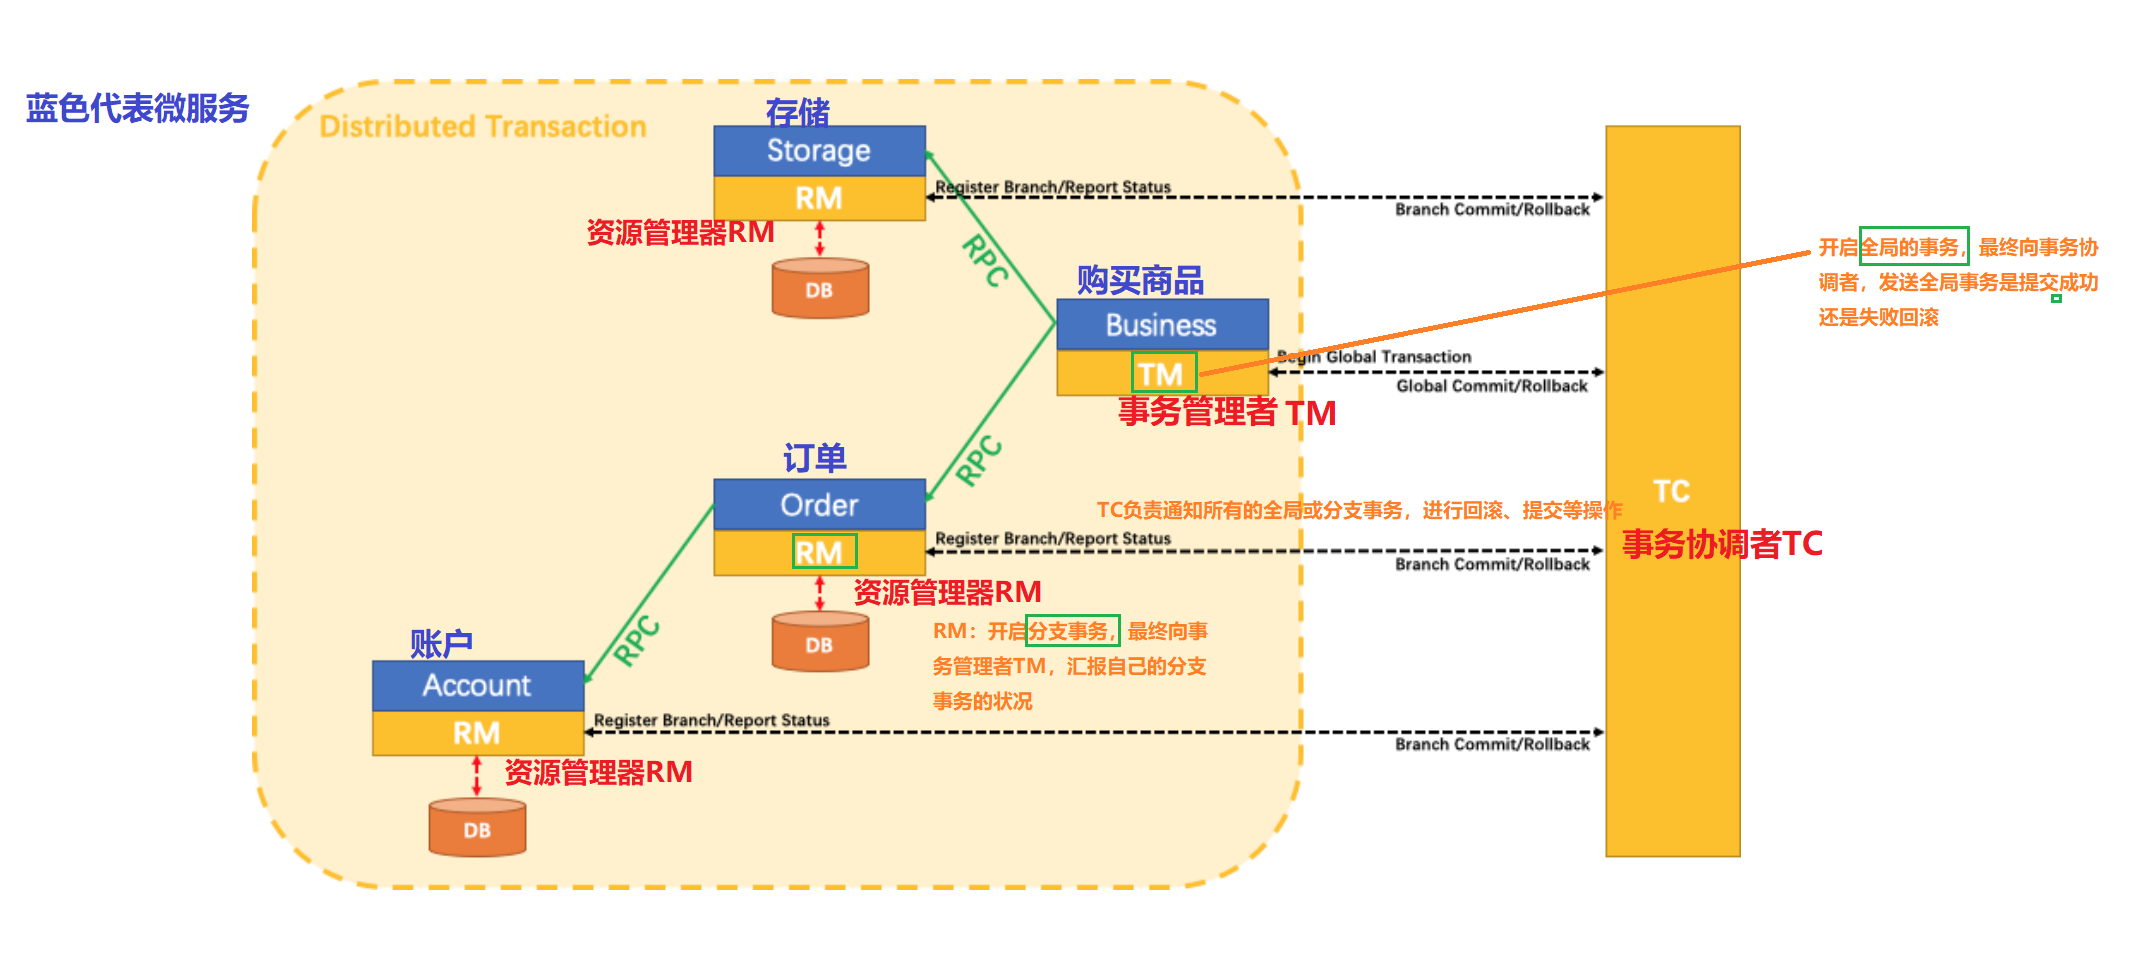 蓝色代表微服务
Distributed Transaction
存储
Storage
RM
资源管理器RM
DB
Register Branch/Report Status
Branch Commit/Rollback
RPC
购买商品
Business
TM
事务管理者 TM
Begin Global Transaction
Global Commit/Rollback
开启全局的事务，最终向事务协
调者，发送全局事务是提交成功
还是失败回滚
RPC
订单
Order
RM
资源管理器RM
DB
TC负责通知所有的全局或分支事务，进行回滚、提交等操作
Register Branch/Report Status
Branch Commit/Rollback
TC
事务协调者TC
RM：开启分支事务，最终向事
务管理者TM，汇报自己的分支
事务的状况
RPC
账户
Account
RM
资源管理器RM
DB
Register Branch/Report Status
Branch Commit/Rollback